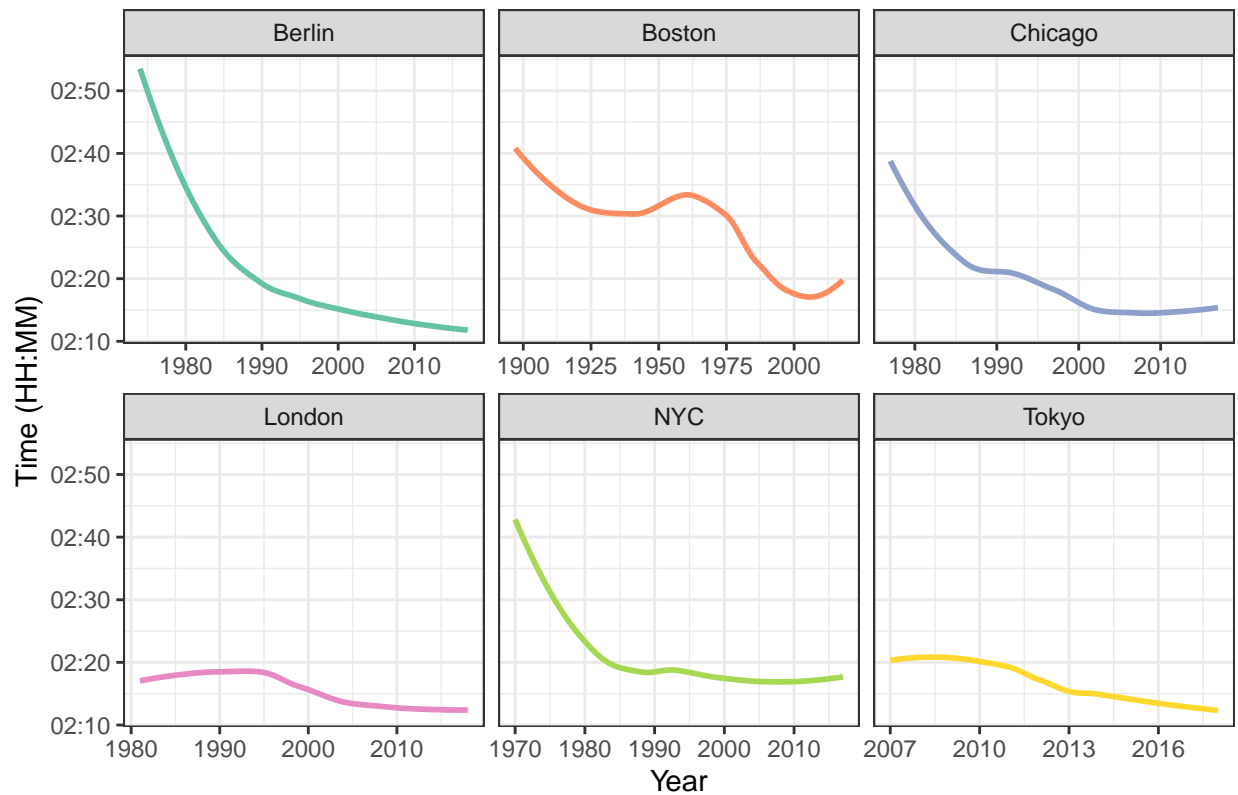 Berlin
Boston
Chicago
02:50
02:40
02:30
02:20
02:10
1980 1990 2000 2010
1900 1925 1950 1975 2000
1980 1990 2000 2010
London
NYC
Tokyo
02:50
02:40
02:30
02:20
02:10
1980 1990 2000 2010
1970 1980 1990 2000 2010
2007 2010 2013 2016
Time (HH:MM)
Year